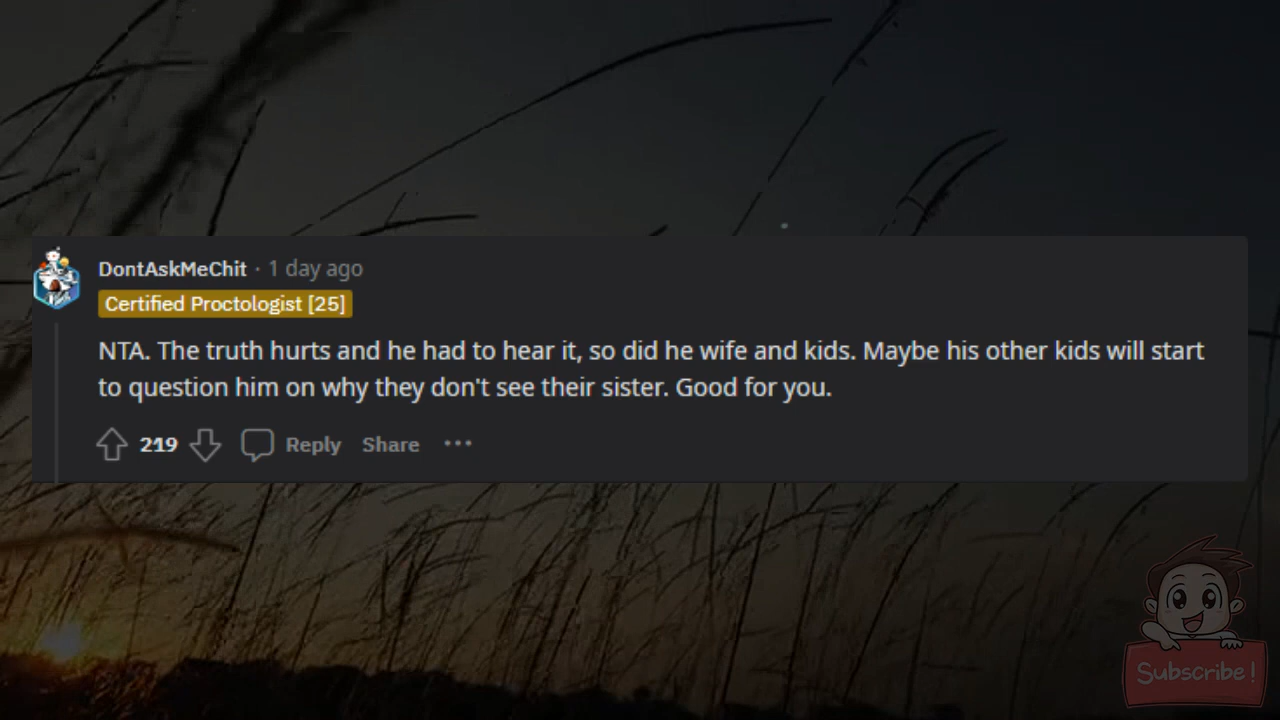 DontAskMeChit · 1 day ago
Certified Proctologist [25]
NTA. The truth hurts and he had to hear it, so did he wife and kids. Maybe his other kids will start
to question him on why they don't see their sister. Good for you.
219 Reply Share ···
Subscribe!